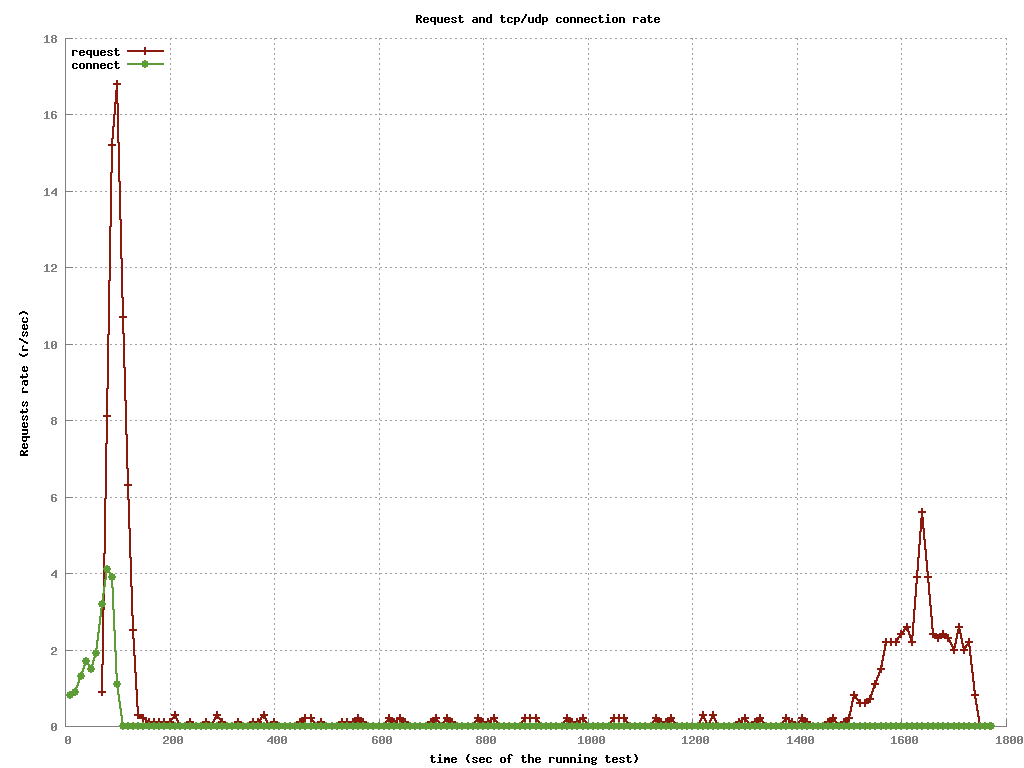 Request and tcp/udp connection rate
request
connect
18
16
14
12
10
8
6
4
2
0
Requests rate (r/sec)
0 200 400 600 800 1000 1200 1400 1600 1800
time (sec of the running test)